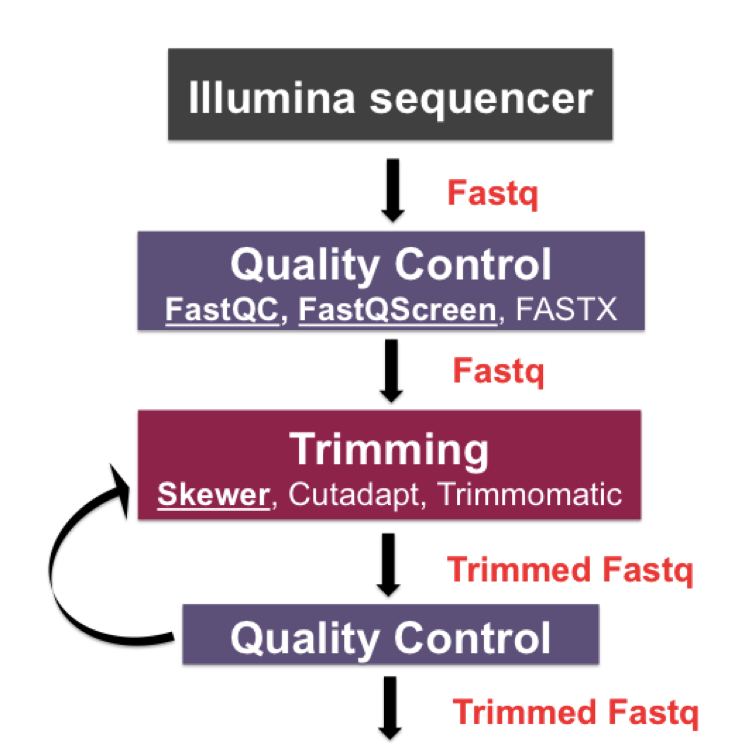 Illumina sequencer
Fastq
Quality Control
FastQC, FastQScreen, FASTX
Fastq
Trimming
Skewer, Cutadapt, Trimmomatic
Trimmed Fastq
Quality Control
Trimmed Fastq